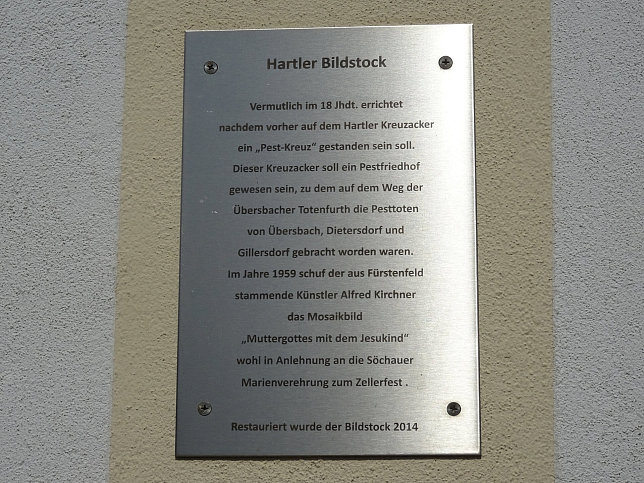 Hartler Bildstock
Vermutlich im 18 Jhdt. errichtet
nachdem vorher auf dem Hartler Kreuzacker
ein „Pest-Kreuz“ gestanden sein soll.
Dieser Kreuzacker soll ein Pestfriedhof
gewesen sein, zu dem auf dem Weg der
Übersbacher Totenfurth die Pesttoten
von Übersbach, Dietersdorf und
Gillersdorf gebracht worden waren.
Im Jahre 1959 schuf der aus Fürstenfeld
stammende Künstler Alfred Kirchner
das Mosaikbild
„Muttergottes mit dem Jesukind“
wohl in Anlehnung an die Söchauer
Marienverehrung zum Zellerfest .
Restauriert wurde der Bildstock 2014